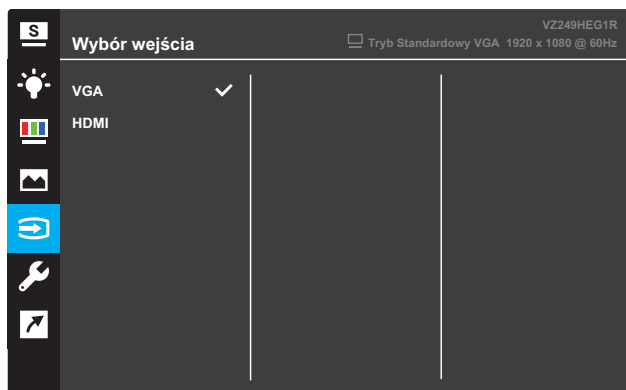 S
VZ249HEG1R
Wybór wejścia
Tryb Standardowy VGA 1920 x 1080 @ 60Hz
VGA
HDMI